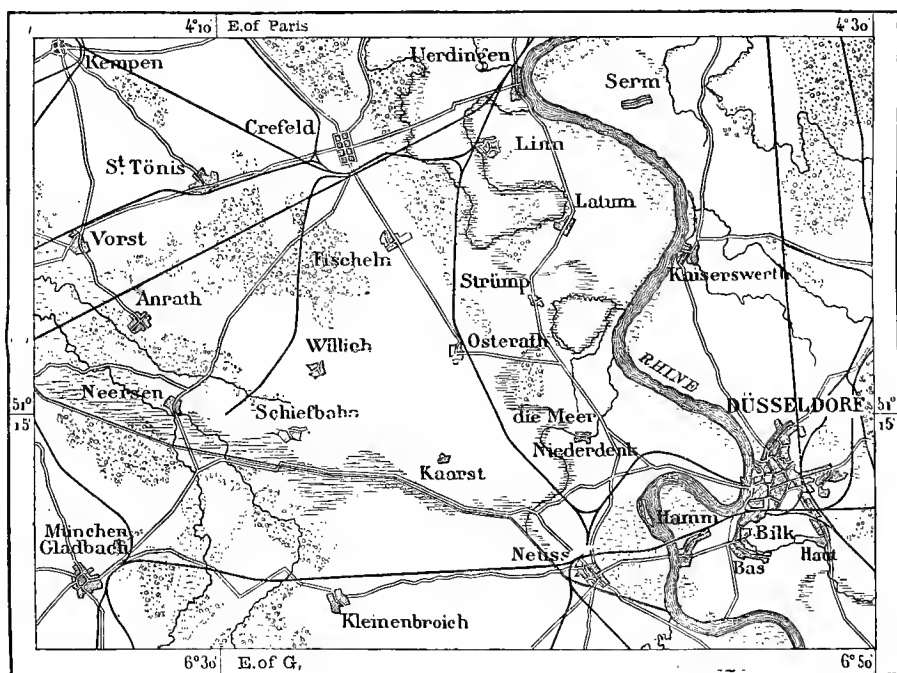 4°10' E. of Paris 4°30'
Kempen
Uerdingen
Serm
Crefeld
Linn
St. Tönis
Latum
Vorst
Fischeln
Kaiserswerth
Strümp
Anrath
Willich
Osterath
RHINE
Neersen
51° 15'
Schiefbahn
die Meer
DÜSSELDORF
51° 15'
Niederdenk
Kaarst
Hamm
München Gladbach
Bilk
Neuss
Bas
Haut
Kleinenbroich
6°30' E. of G, 6°50'